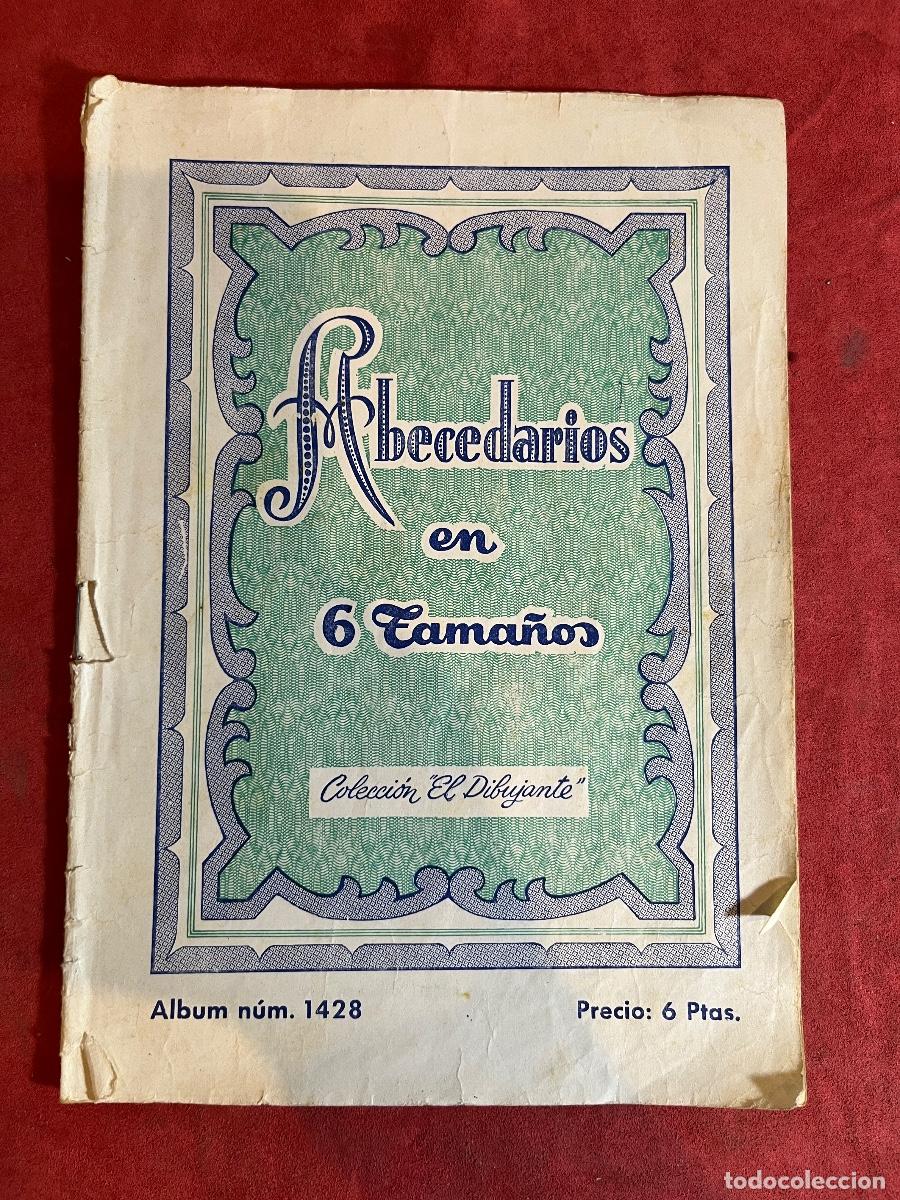 Abecedarios
en
6 Tamaños
Colección "El Dibujante"
Album núm. 1428 Precio: 6 Ptas.
todocoleccion